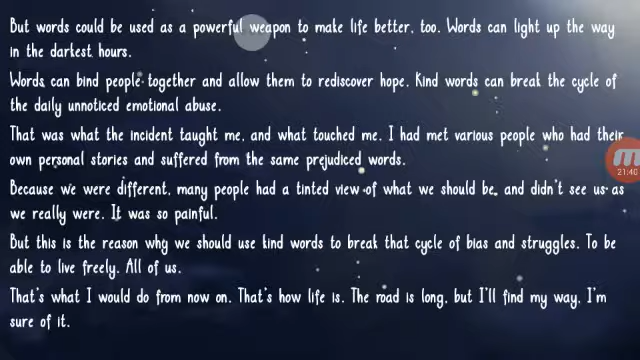 But words could be used as a powerful weapon to make life better, too. Words can light up the way
in the darkest hours.
Words can bind people together and allow them to rediscover hope. Kind words can break the cycle of
the daily unnoticed emotional abuse.
That was what the incident taught me, and what touched me. I had met various people who had their
own personal stories and suffered from the same prejudiced words.
Because we were different, many people had a tinted view of what we should be, and didn't see us as
we really were. It was so painful.
But this is the reason why we should use kind words to break that cycle of bias and struggles. To be
able to live freely. All of us.
That's what I would do from now on. That's how life is. The road is long, but I'll find my way, I'm
sure of it.
21:40